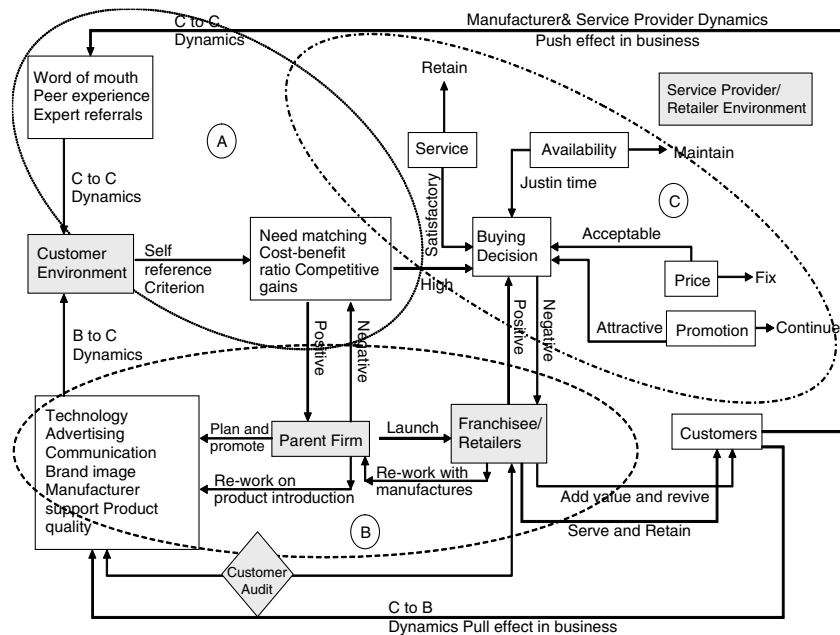 C to C
Dynamics
Manufacturer& Service Provider Dynamics
Push effect in business
Word of mouth
Peer experience
Expert referrals
Retain
Service Provider/
Retailer Environment
A
Service
Availability
Maintain
Justin time
C to C
Dynamics
Satisfactory
C
Customer
Environment
Self
reference
Criterion
Need matching
Cost-benefit
ratio Competitive
gains
High
Buying
Decision
Acceptable
Price
Fix
Attractive
Promotion
Continue
B to C
Dynamics
Positive
Negative
Positive
Negative
Technology
Advertising
Communication
Brand image
Manufacturer
support Product
quality
Plan and
promote
Parent Firm
Launch
Franchisee/
Retailers
Customers
Re-work on
product introduction
Re-work with
manufactures
Add value and revive
Serve and Retain
B
Customer
Audit
C to B
Dynamics Pull effect in business